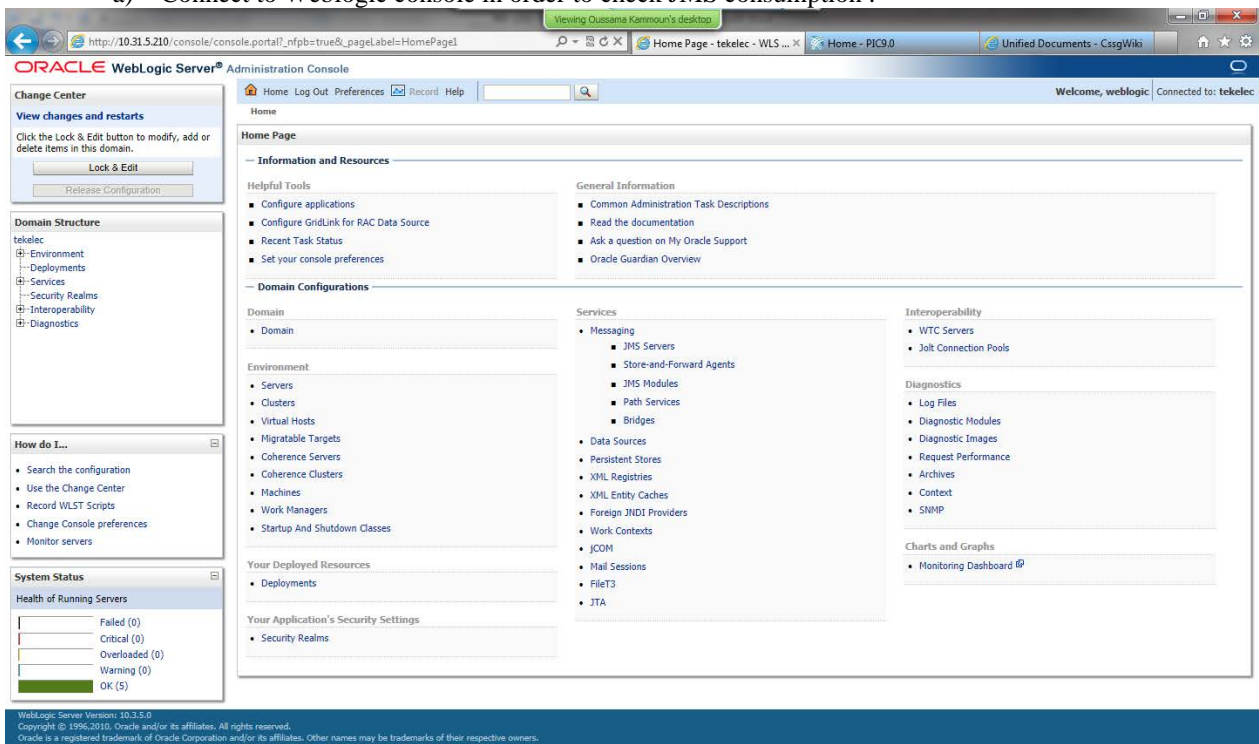 a) Connect to Weblogic console in order to check JMS consumption :
Viewing Oussama Kammoun's desktop
http://10.31.5.210/console/console.portal?_nfpb=true&_pageLabel=HomePage1
Home Page - tekelec - WLS ...
Home - PIC9.0
Unified Documents - CssgWiki
ORACLE WebLogic Server® Administration Console
Change Center
View changes and restarts
Click the Lock & Edit button to modify, add or
delete items in this domain.
Lock & Edit
Release Configuration
Domain Structure
tekelec
Environment
Deployments
Services
Security Realms
Interoperability
Diagnostics
How do I...
Search the configuration
Use the Change Center
Record WLST Scripts
Change Console preferences
Monitor servers
System Status
Health of Running Servers
Failed (0)
Critical (0)
Overloaded (0)
Warning (0)
OK (5)
Home Log Out Preferences Record Help
Welcome, weblogic Connected to: tekelec
Home
Home Page
Information and Resources
Helpful Tools
Configure applications
Configure GridLink for RAC Data Source
Recent Task Status
Set your console preferences
General Information
Common Administration Task Descriptions
Read the documentation
Ask a question on My Oracle Support
Oracle Guardian Overview
Domain Configurations
Domain
Domain
Environment
Servers
Clusters
Virtual Hosts
Migratable Targets
Coherence Servers
Coherence Clusters
Machines
Work Managers
Startup And Shutdown Classes
Your Deployed Resources
Deployments
Your Application's Security Settings
Security Realms
Services
Messaging
JMS Servers
Store-and-Forward Agents
JMS Modules
Path Services
Bridges
Data Sources
Persistent Stores
XML Registries
XML Entity Caches
Foreign JNDI Providers
Work Contexts
jCOM
Mail Sessions
FileT3
JTA
Interoperability
WTC Servers
Jolt Connection Pools
Diagnostics
Log Files
Diagnostic Modules
Diagnostic Images
Request Performance
Archives
Context
SNMP
Charts and Graphs
Monitoring Dashboard
WebLogic Server Version: 10.3.5.0
Copyright © 1996,2010, Oracle and/or its affiliates. All rights reserved.
Oracle is a registered trademark of Oracle Corporation and/or its affiliates. Other names may be trademarks of their respective owners.